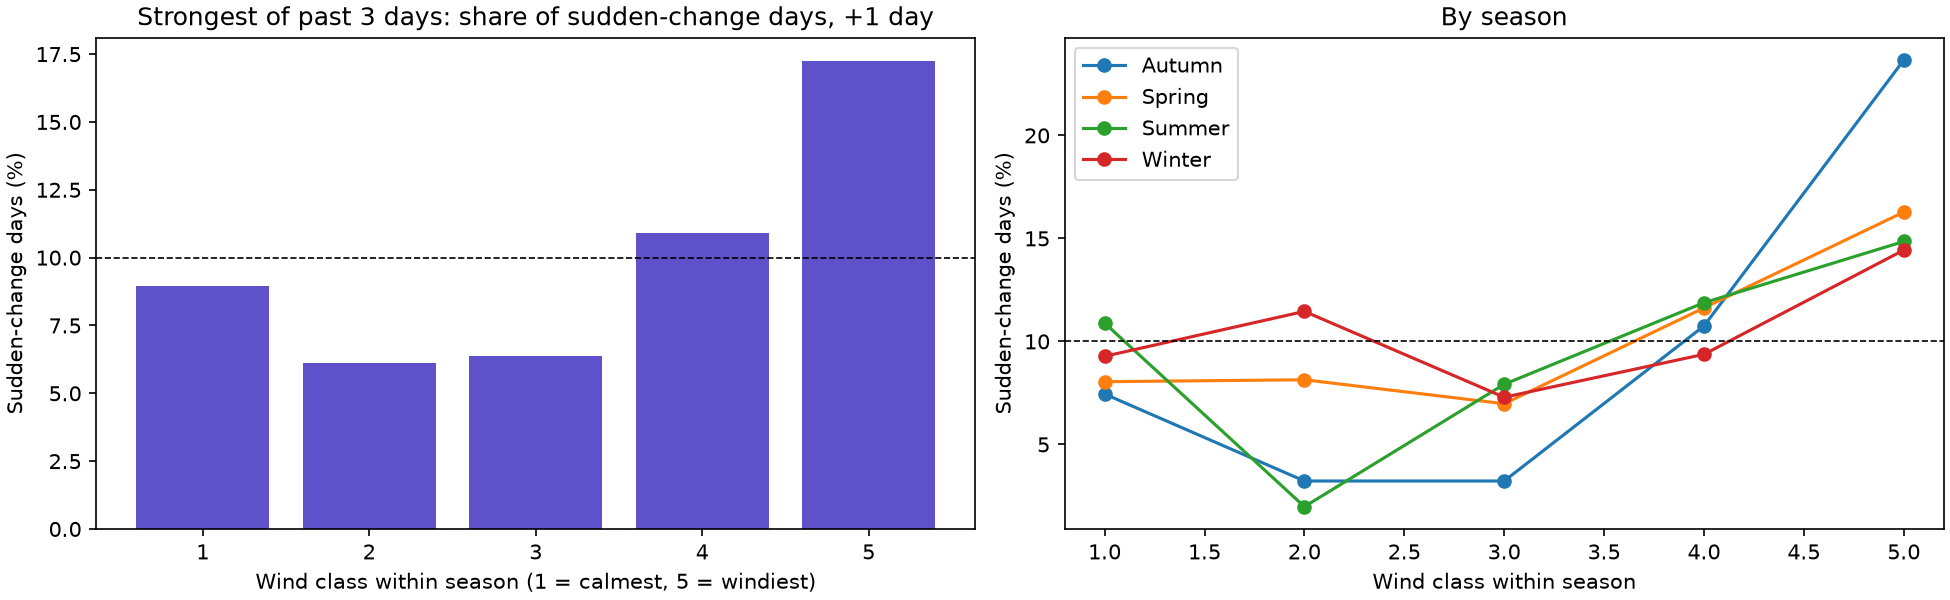 Strongest of past 3 days: share of sudden-change days, +1 day
Sudden-change days (%)
17.5
15.0
12.5
10.0
7.5
5.0
2.5
0.0
1 2 3 4 5
Wind class within season (1 = calmest, 5 = windiest)
By season
Autumn
Spring
Summer
Winter
Sudden-change days (%)
20
15
10
5
1.0 1.5 2.0 2.5 3.0 3.5 4.0 4.5 5.0
Wind class within season